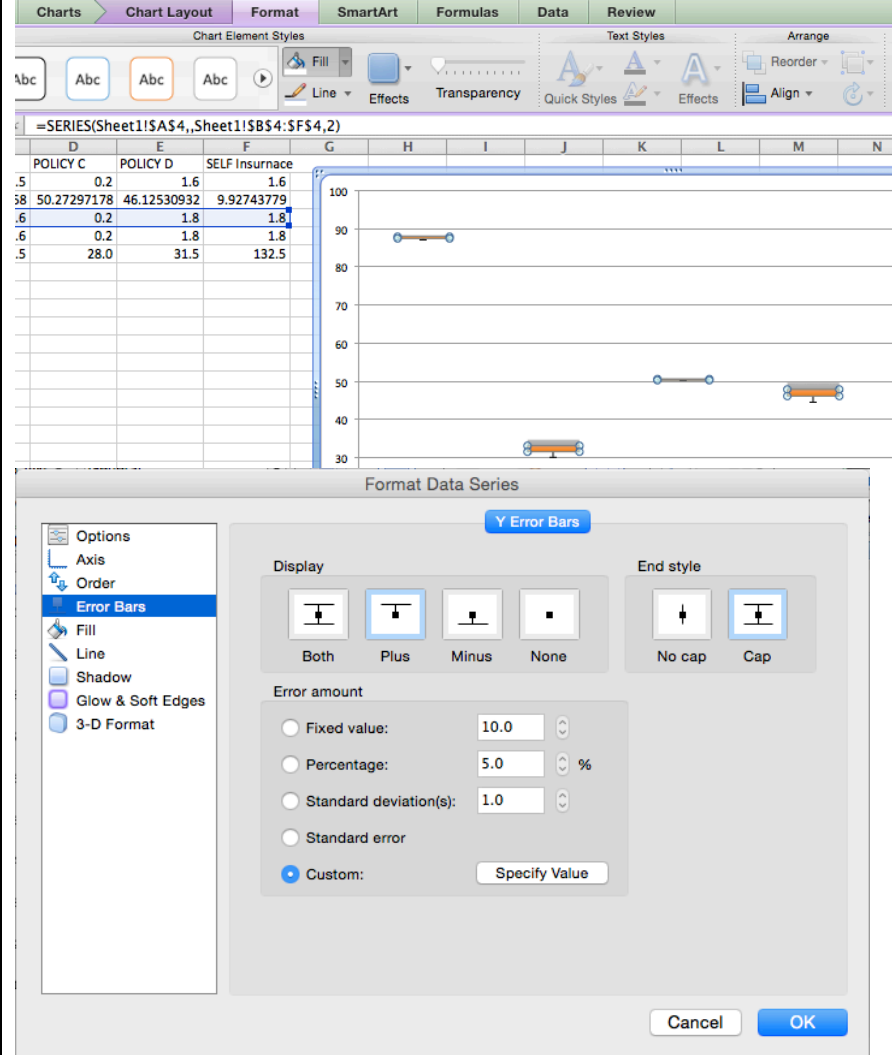 Charts Chart Layout Format SmartArt Formulas Data Review
Chart Element Styles Text Styles Arrange
Abc Abc Abc Abc Fill Line Effects Transparency Quick Styles Effects Reorder Align
=SERIES(Sheet1!$A$4,,Sheet1!$B$4:$F$4,2)
D E F G H I J K L M N
POLICY C POLICY D SELF Insurnace
.5 0.2 1.6 1.6
58 50.27297178 46.12530932 9.92743779
.6 0.2 1.8 1.8
.6 0.2 1.8 1.8
.5 28.0 31.5 132.5
100
90
80
70
60
50
40
30
Format Data Series
Options
Axis
Order
Error Bars
Fill
Line
Shadow
Glow & Soft Edges
3-D Format
Y Error Bars
Display End style
Both Plus Minus None No cap Cap
Error amount
Fixed value: 10.0
Percentage: 5.0 %
Standard deviation(s): 1.0
Standard error
Custom: Specify Value
Cancel OK